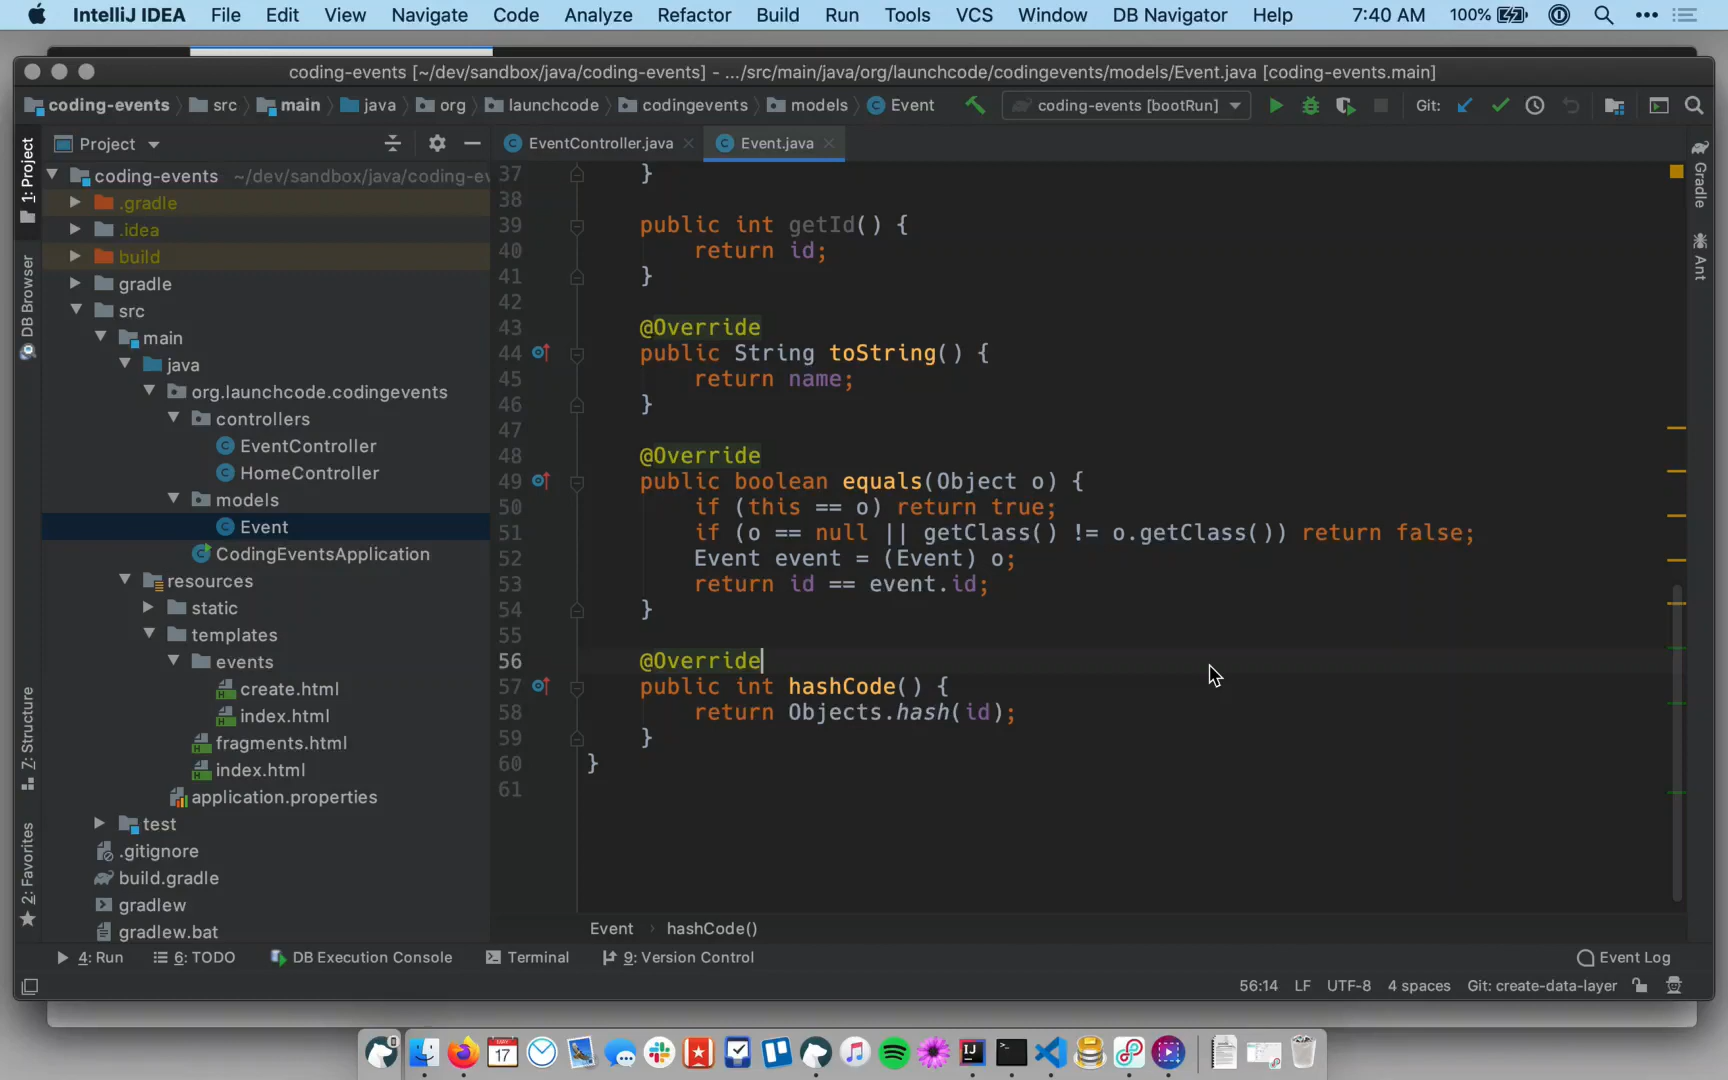 IntelliJ IDEA File Edit View Navigate Code Analyze Refactor Build Run Tools VCS Window DB Navigator Help 7:40 AM 100%
coding-events [~/dev/sandbox/java/coding-events] - .../src/main/java/org/launchcode/codingevents/models/Event.java [coding-events.main]
coding-events src main java org launchcode codingevents models Event coding-events [bootRun] Git:
1: Project
DB Browser
7: Structure
2: Favorites
Project
coding-events ~/dev/sandbox/java/coding-ev
.gradle
.idea
build
gradle
src
main
java
org.launchcode.codingevents
controllers
EventController
HomeController
models
Event
CodingEventsApplication
resources
static
templates
events
create.html
index.html
fragments.html
index.html
application.properties
test
.gitignore
build.gradle
gradlew
gradlew.bat
EventController.java Event.java
37 }
38
39 public int getId() {
40 return id;
41 }
42
43 @Override
44 public String toString() {
45 return name;
46 }
47
48 @Override
49 public boolean equals(Object o) {
50 if (this == o) return true;
51 if (o == null || getClass() != o.getClass()) return false;
52 Event event = (Event) o;
53 return id == event.id;
54 }
55
56 @Override
57 public int hashCode() {
58 return Objects.hash(id);
59 }
60 }
61
Event › hashCode()
Gradle
Ant
4: Run 6: TODO DB Execution Console Terminal 9: Version Control Event Log
56:14 LF UTF-8 4 spaces Git: create-data-layer
17
IJ